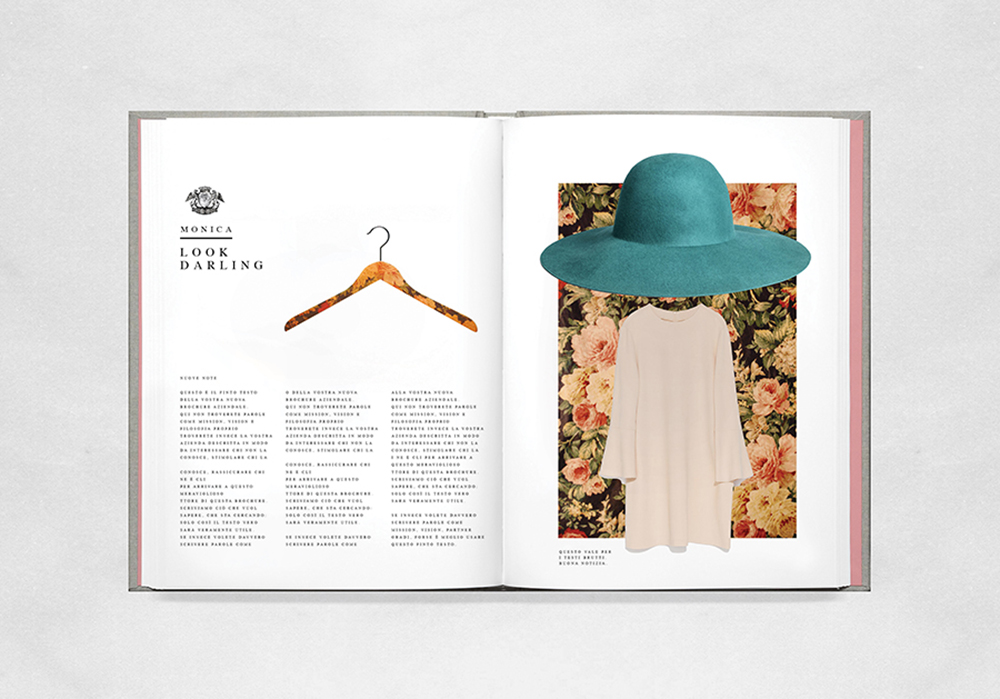 MONICA
LOOK
DARLING
NUOVE NOTE
QUESTO È IL FINTO TESTO
DELLA VOSTRA NUOVA
BROCHURE AZIENDALE.
QUI NON TROVERETE PAROLE
COME MISSION, VISION E
FILOSOFIA PROPRIO
TROVERETE INVECE LA VOSTRA
AZIENDA DESCRITTA IN MODO
DA INTERESSARE CHI NON LA
CONOSCE, STIMOLARE CHI LA
CONOSCE, RASSICURARE CHI
NE È CLI
PER ARRIVARE A QUESTO
MERAVIGLIOSO
TTORE DI QUESTA BROCHURE.
SCRISSIMO CIÒ CHE VUOL
SAPERE, CHE STA CERCANDO:
SOLO COSÌ IL TESTO VERO
SARÀ VERAMENTE UTILE.
SE INVECE VOLETE DAVVERO
SCRIVERE PAROLE COME
O DELLA VOSTRA NUOVA
BROCHURE AZIENDALE.
QUI NON TROVERETE PAROLE
COME MISSION, VISION E
FILOSOFIA PROPRIO
TROVERETE INVECE LA VOSTRA
AZIENDA DESCRITTA IN MODO
DA INTERESSARE CHI NON LA
CONOSCE, STIMOLARE CHI LA
CONOSCE, RASSICURARE CHI
NE È CLI
PER ARRIVARE A QUESTO
MERAVIGLIOSO
TTORE DI QUESTA BROCHURE.
SCRISSIMO CIÒ CHE VUOL
SAPERE, CHE STA CERCANDO:
SOLO COSÌ IL TESTO VERO
SARÀ VERAMENTE UTILE.
SE INVECE VOLETE DAVVERO
SCRIVERE PAROLE COME
ALLA VOSTRA NUOVA
BROCHURE AZIENDALE.
QUI NON TROVERETE PAROLE
COME MISSION, VISION E
FILOSOFIA PROPRIO
TROVERETE INVECE LA VOSTRA
AZIENDA DESCRITTA IN MODO
DA INTERESSARE CHI NON LA
CONOSCE, STIMOLARE CHI LA
E NE È CLI PER ARRIVARE A
QUESTO MERAVIGLIOSO
TTORE DI QUESTA BROCHURE.
SCRISSIMO CIÒ CHE VUOL
SAPERE, CHE STA CERCANDO:
SOLO COSÌ IL TESTO VERO
SARÀ VERAMENTE UTILE.
SE INVECE VOLETE DAVVERO
SCRIVERE PAROLE COME
MISSION, VISION, PARTNER
FORSE È MEGLIO USARE
QUESTO FINTO TESTO.
QUESTO VALE PER
I TESTI BRUTTI
BUONA NOTIZIA.